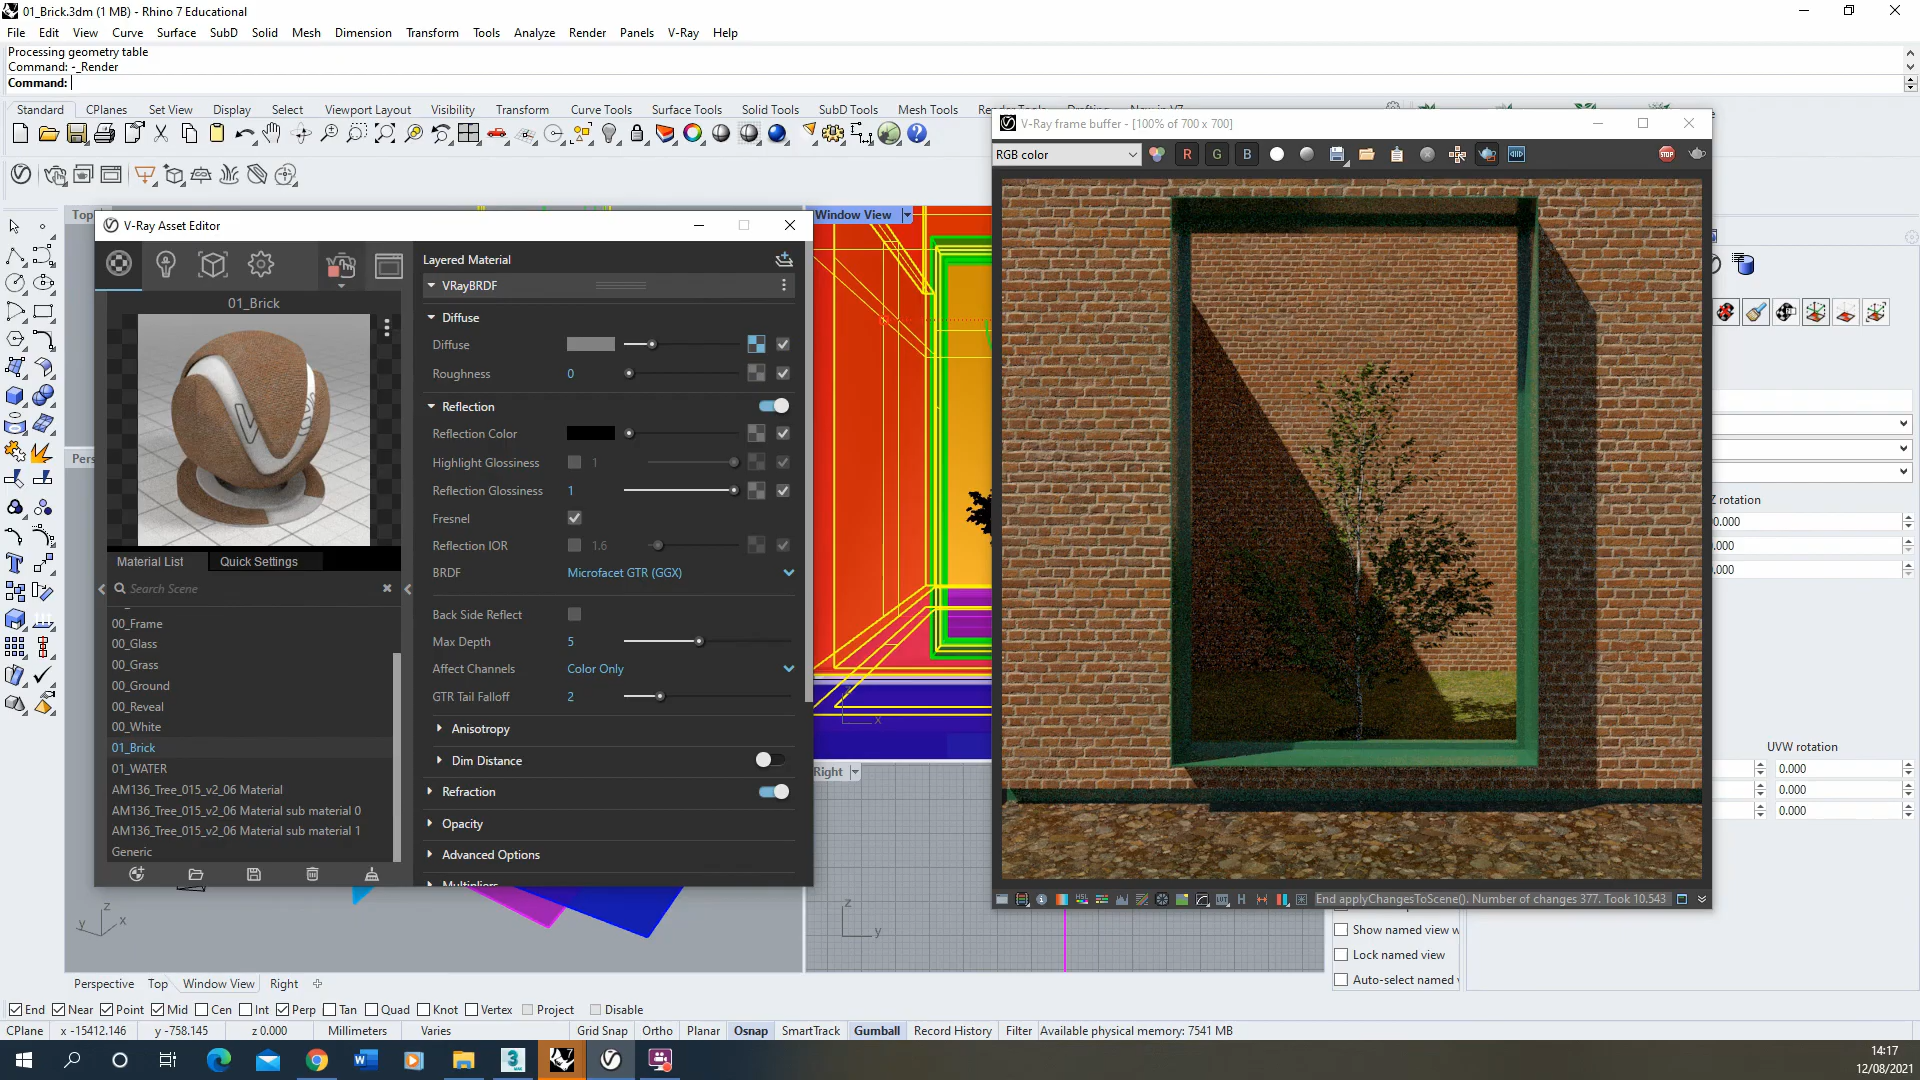 01_Brick.3dm (1 MB) - Rhino 7 Educational
File Edit View Curve Surface SubD Solid Mesh Dimension Transform Tools Analyze Render Panels V-Ray Help
Processing geometry table
Command: -_Render
Command:
Standard CPlanes Set View Display Select Viewport Layout Visibility Transform Curve Tools Surface Tools Solid Tools SubD Tools Mesh Tools
V-Ray frame buffer - [100% of 700 x 700]
RGB color R G B STOP
Top
V-Ray Asset Editor
Window View
01_Brick
Layered Material
VRayBRDF
Diffuse
Diffuse
Roughness 0
Reflection
Reflection Color
Highlight Glossiness 1
Reflection Glossiness 1
Fresnel
Reflection IOR 1.6
BRDF Microfacet GTR (GGX)
Back Side Reflect
Max Depth 5
Affect Channels Color Only
GTR Tail Falloff 2
Anisotropy
Dim Distance
Refraction
Opacity
Advanced Options
Multipliers
Pers
Material List Quick Settings
Search Scene
00_Frame
00_Glass
00_Grass
00_Ground
00_Reveal
00_White
01_Brick
01_WATER
AM136_Tree_015_v2_06 Material
AM136_Tree_015_v2_06 Material sub material 0
AM136_Tree_015_v2_06 Material sub material 1
Generic
z
y x
x
Right
z
y
Z rotation
0.000
.000
.000
UVW rotation
0.000
0.000
0.000
End applyChangesToScene(). Number of changes 377. Took 10.543
Show named view w
Lock named view
Auto-select named v
Perspective Top Window View Right
End Near Point Mid Cen Int Perp Tan Quad Knot Vertex Project Disable
CPlane x -15412.146 y -758.145 z 0.000 Millimeters Varies Grid Snap Ortho Planar Osnap SmartTrack Gumball Record History Filter Available physical memory: 7541 MB
14:17
12/08/2021